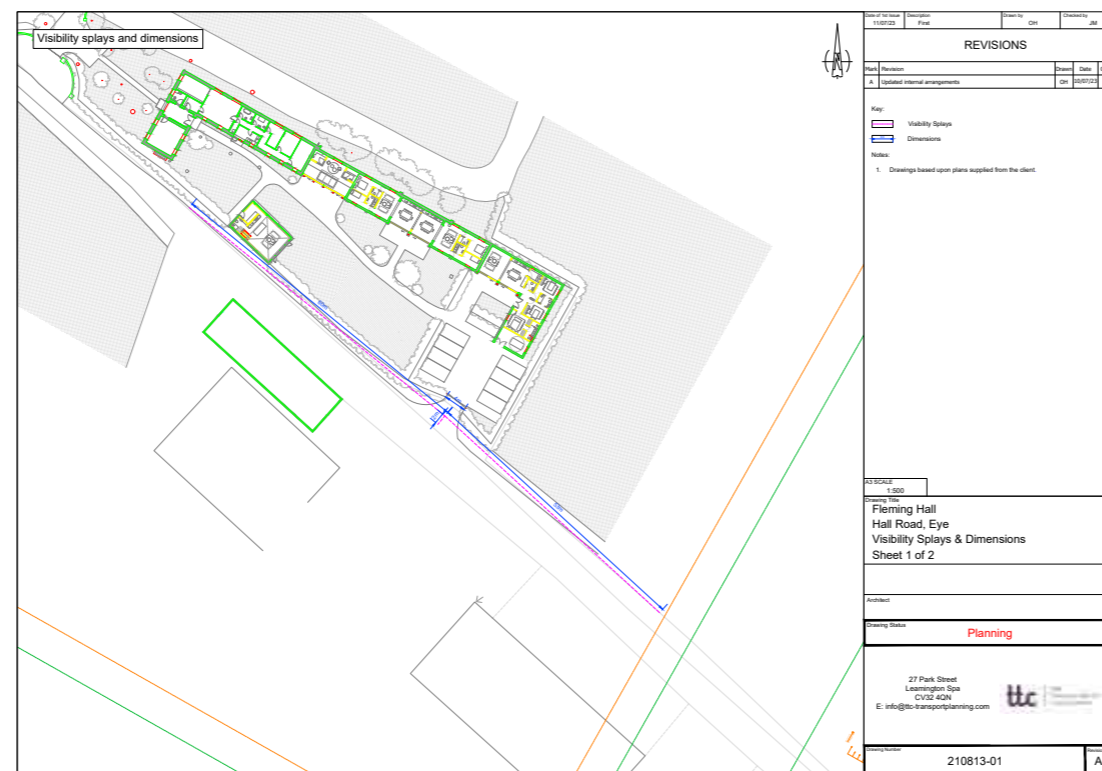 Visibility splays and dimensions
Date of 1st Issue
Description
Drawn by
Checked by
11/07/23
First
OH
JM
REVISIONS
Mark
Revision
Drawn
Date
A
Updated internal arrangements
OH
Key:
Visibility Splays
Dimensions
Notes:
1. Drawings based upon plans supplied from the client.
A3 SCALE
1:500
Drawing Title
Fleming Hall
Hall Road, Eye
Visibility Splays & Dimensions
Sheet 1 of 2
Architect
Drawing Status
Planning
27 Park Street
Leamington Spa
CV32 4QN
E: info@ttc-transportplanning.com
ttc
Drawing Number
210813-01
A